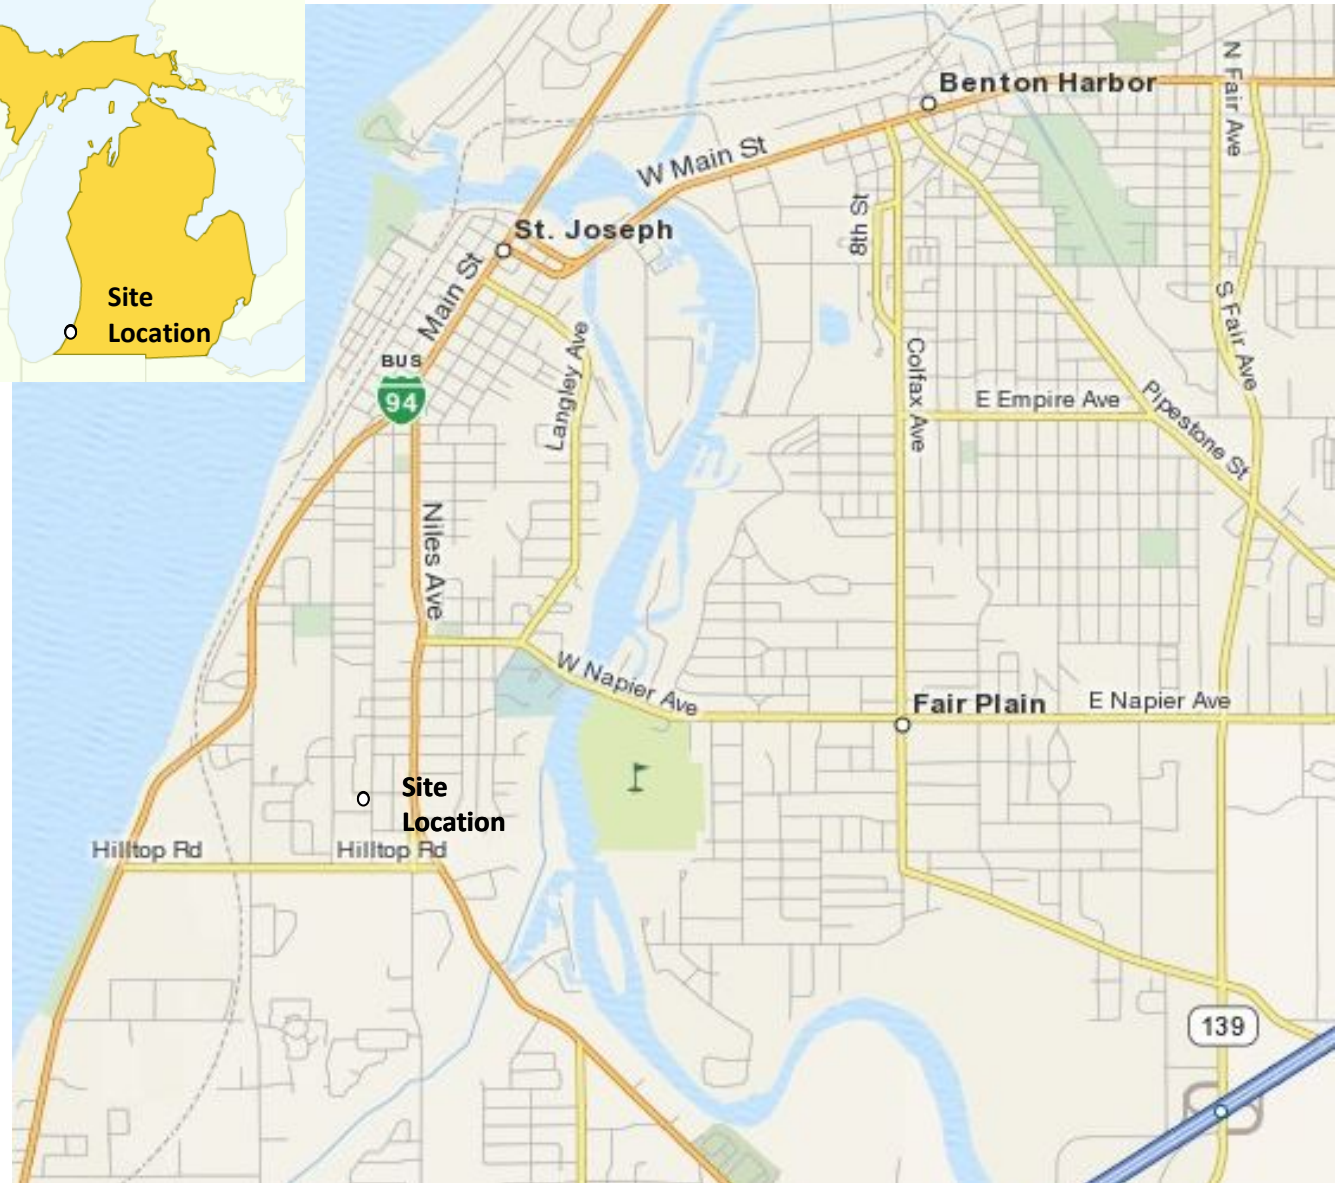 Site
Location
Benton Harbor
N Fair Ave
W Main St
8th St
St. Joseph
Main St
S Fair Ave
Langley Ave
Colfax Ave
BUS
94
E Empire Ave
Pipestone St
Niles Ave
W Napier Ave
Fair Plain
E Napier Ave
Site
Location
Hilltop Rd
Hilltop Rd
139